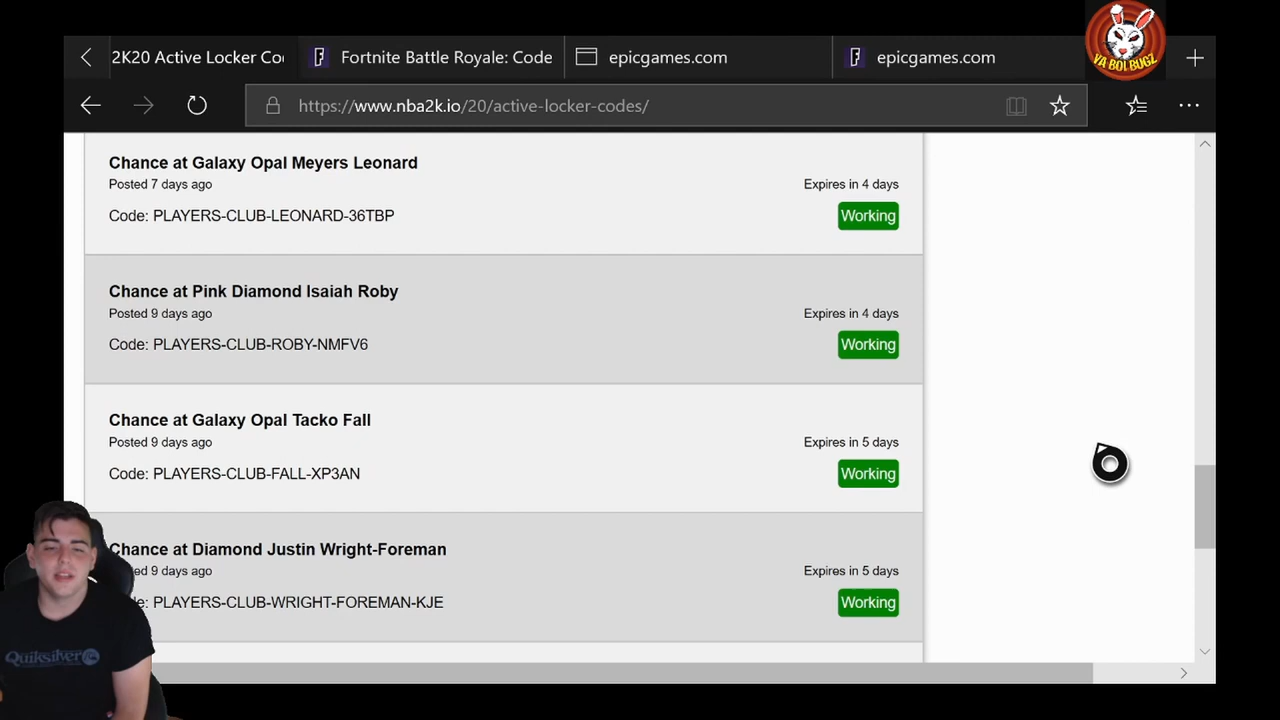 2K20 Active Locker Co
Fortnite Battle Royale: Code
epicgames.com
epicgames.com
YA BOI BUGZ
https://www.nba2k.io/20/active-locker-codes/
Chance at Galaxy Opal Meyers Leonard
Posted 7 days ago
Expires in 4 days
Code: PLAYERS-CLUB-LEONARD-36TBP
Working
Chance at Pink Diamond Isaiah Roby
Posted 9 days ago
Expires in 4 days
Code: PLAYERS-CLUB-ROBY-NMFV6
Working
Chance at Galaxy Opal Tacko Fall
Posted 9 days ago
Expires in 5 days
Code: PLAYERS-CLUB-FALL-XP3AN
Working
Chance at Diamond Justin Wright-Foreman
ed 9 days ago
Expires in 5 days
e: PLAYERS-CLUB-WRIGHT-FOREMAN-KJE
Working
Quiksilver